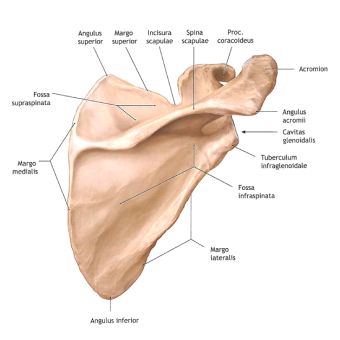 Angulus
superior
Margo
superior
Incisura
scapulae
Spina
scapulae
Proc.
coracoideus
Acromion
Fossa
supraspinata
Angulus
acromii
Cavitas
glenoidalis
Tuberculum
infraglenoidale
Margo
medialis
Fossa
infraspinata
Margo
lateralis
Angulus inferior